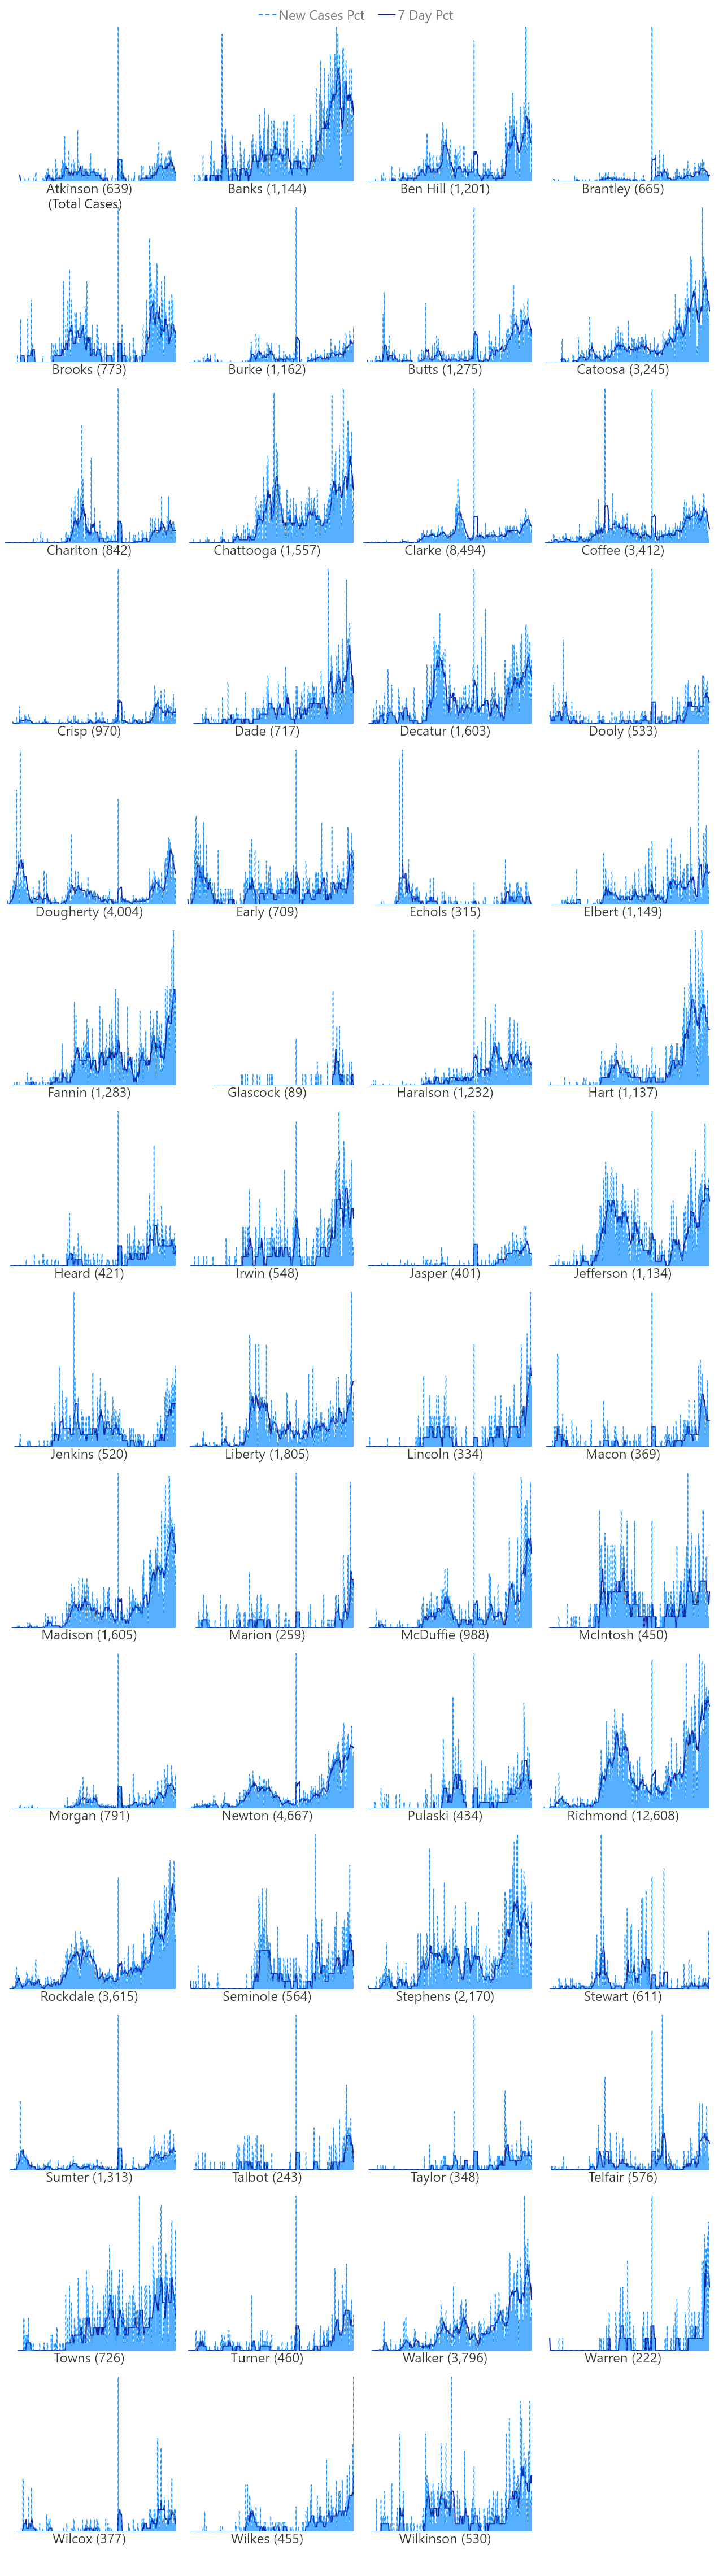 New Cases Pct 7 Day Pct
Atkinson (639) Banks (1,144) Ben Hill (1,201) Brantley (665)
(Total Cases)
Brooks (773) Burke (1,162) Butts (1,275) Catoosa (3,245)
Charlton (842) Chattooga (1,557) Clarke (8,494) Coffee (3,412)
Crisp (970) Dade (717) Decatur (1,603) Dooly (533)
Dougherty (4,004) Early (709) Echols (315) Elbert (1,149)
Fannin (1,283) Glascock (89) Haralson (1,232) Hart (1,137)
Heard (421) Irwin (548) Jasper (401) Jefferson (1,134)
Jenkins (520) Liberty (1,805) Lincoln (334) Macon (369)
Madison (1,605) Marion (259) McDuffie (988) McIntosh (450)
Morgan (791) Newton (4,667) Pulaski (434) Richmond (12,608)
Rockdale (3,615) Seminole (564) Stephens (2,170) Stewart (611)
Sumter (1,313) Talbot (243) Taylor (348) Telfair (576)
Towns (726) Turner (460) Walker (3,796) Warren (222)
Wilcox (377) Wilkes (455) Wilkinson (530)